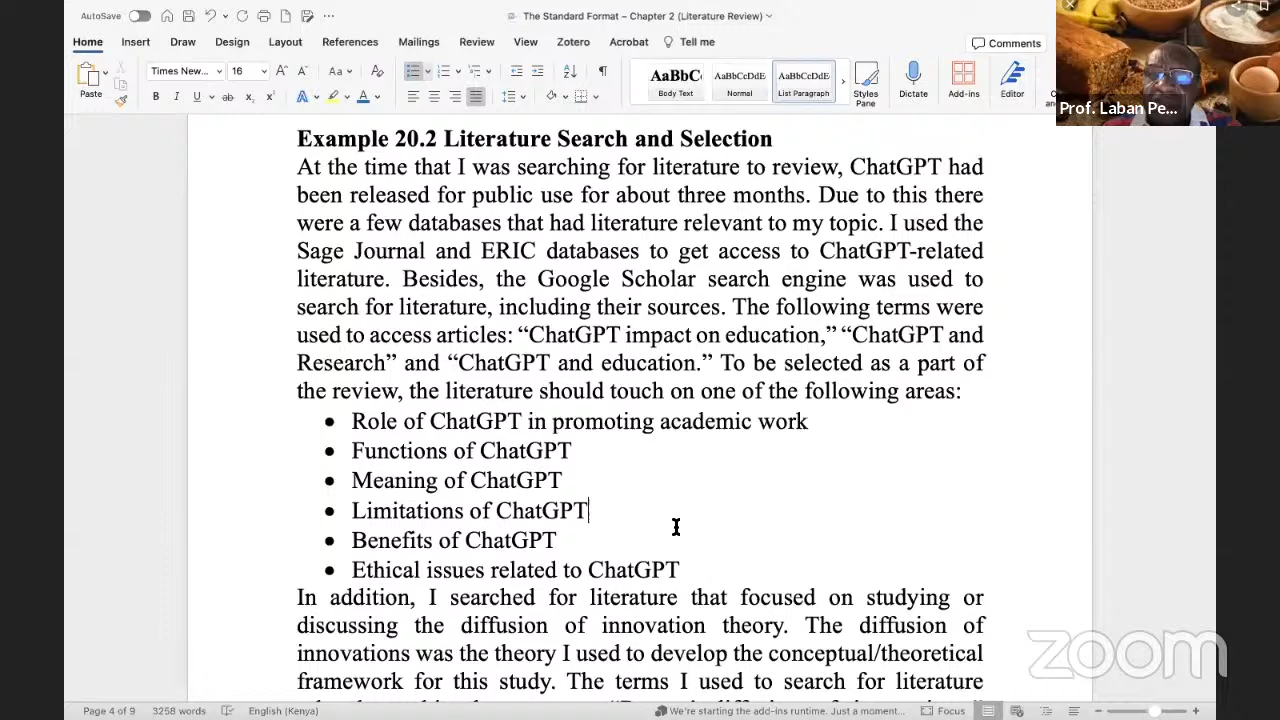 AutoSave
The Standard Format – Chapter 2 (Literature Review)
Home Insert Draw Design Layout References Mailings Review View Zotero Acrobat Tell me
Comments
Paste
Times New... 16
Aa
B I U ab x₂ x² A A
AaBbC AaBbCcDdE AaBbCcDdE
Body Text Normal List Paragraph
Styles Pane
Dictate
Add-ins
Editor
Prof. Laban Pe...
Example 20.2 Literature Search and Selection
At the time that I was searching for literature to review, ChatGPT had
been released for public use for about three months. Due to this there
were a few databases that had literature relevant to my topic. I used the
Sage Journal and ERIC databases to get access to ChatGPT-related
literature. Besides, the Google Scholar search engine was used to
search for literature, including their sources. The following terms were
used to access articles: “ChatGPT impact on education,” “ChatGPT and
Research” and “ChatGPT and education.” To be selected as a part of
the review, the literature should touch on one of the following areas:
• Role of ChatGPT in promoting academic work
• Functions of ChatGPT
• Meaning of ChatGPT
• Limitations of ChatGPT
• Benefits of ChatGPT
• Ethical issues related to ChatGPT
In addition, I searched for literature that focused on studying or
discussing the diffusion of innovation theory. The diffusion of
innovations was the theory I used to develop the conceptual/theoretical
framework for this study. The terms I used to search for literature
zoom
Page 4 of 9 3258 words English (Kenya) We're starting the add-ins runtime. Just a moment... Focus